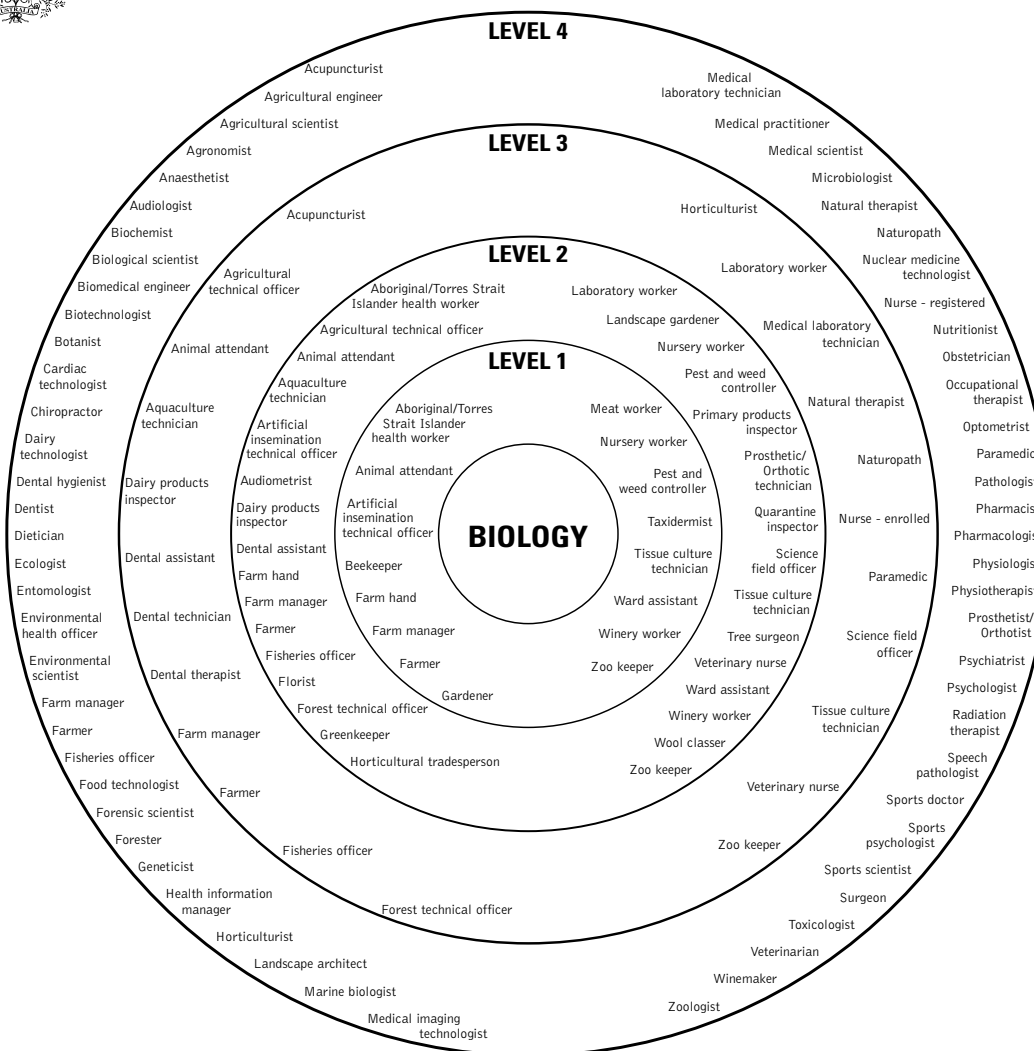 AUSTRALIA
LEVEL 4
Acupuncturist
Agricultural engineer
Agricultural scientist
Agronomist
Anaesthetist
Audiologist
Biochemist
Biological scientist
Biomedical engineer
Biotechnologist
Botanist
Cardiac
technologist
Chiropractor
Dairy
technologist
Dental hygienist
Dentist
Dietician
Ecologist
Entomologist
Environmental
health officer
Environmental
scientist
Farm manager
Farmer
Fisheries officer
Food technologist
Forensic scientist
Forester
Geneticist
Health information
manager
Horticulturist
Landscape architect
Marine biologist
Medical imaging
technologist
Medical
laboratory technician
Medical practitioner
Medical scientist
Microbiologist
Natural therapist
Naturopath
Nuclear medicine
technologist
Nurse - registered
Nutritionist
Obstetrician
Occupational
therapist
Optometrist
Paramedic
Pathologis
Pharmacis
Pharmacologis
Physiologis
Physiotherapis
Prosthetist/
Orthotist
Psychiatrist
Psychologist
Radiation
therapist
Speech
pathologist
Sports doctor
Sports
psychologist
Sports scientist
Surgeon
Toxicologist
Veterinarian
Winemaker
Zoologist
LEVEL 3
Acupuncturist
Agricultural
technical officer
Animal attendant
Aquaculture
technician
Dairy products
inspector
Dental assistant
Dental technician
Dental therapist
Farm manager
Farmer
Fisheries officer
Forest technical officer
Horticulturist
Laboratory worker
Medical laboratory
technician
Natural therapist
Naturopath
Nurse - enrolled
Paramedic
Science field
officer
Tissue culture
technician
Veterinary nurse
Zoo keeper
LEVEL 2
Aboriginal/Torres Strait
Islander health worker
Agricultural technical officer
Animal attendant
Aquaculture
technician
Artificial
insemination
technical officer
Audiometrist
Dairy products
inspector
Dental assistant
Farm hand
Farm manager
Farmer
Fisheries officer
Florist
Forest technical officer
Greenkeeper
Horticultural tradesperson
Laboratory worker
Landscape gardener
Nursery worker
Pest and weed
controller
Primary products
inspector
Prosthetic/
Orthotic
technician
Quarantine
inspector
Science
field officer
Tissue culture
technician
Tree surgeon
Veterinary nurse
Ward assistant
Winery worker
Wool classer
Zoo keeper
LEVEL 1
Aboriginal/Torres
Strait Islander
health worker
Animal attendant
Artificial
insemination
technical officer
Beekeeper
Farm hand
Farm manager
Farmer
Gardener
Meat worker
Nursery worker
Pest and
weed controller
Taxidermist
Tissue culture
technician
Ward assistant
Winery worker
Zoo keeper
BIOLOGY